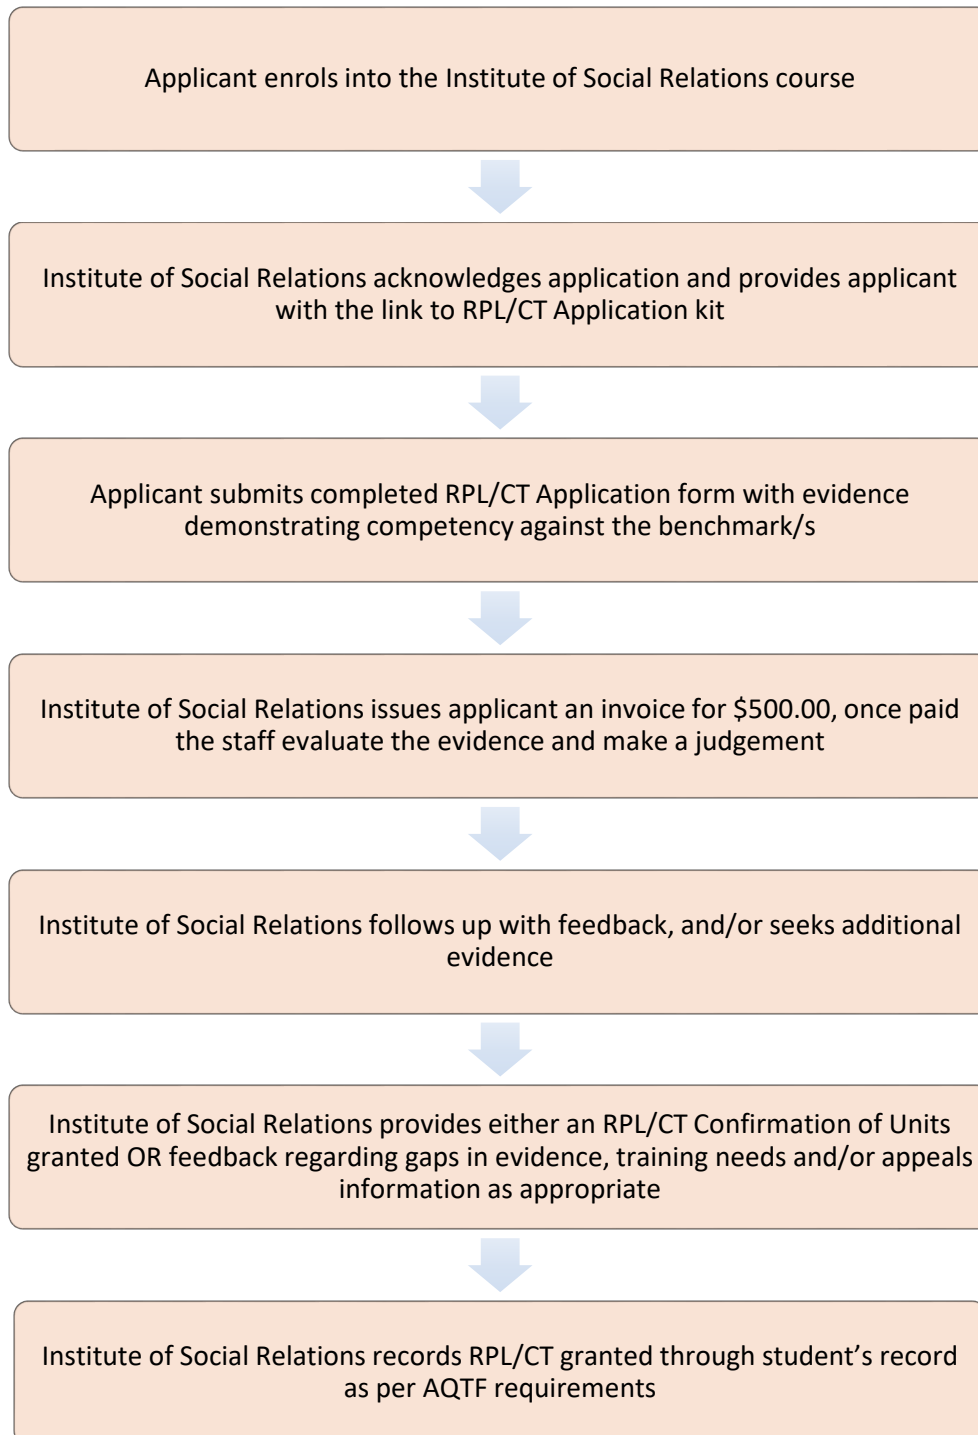 Applicant enrols into the Institute of Social Relations course
Institute of Social Relations acknowledges application and provides applicant
with the link to RPL/CT Application kit
Applicant submits completed RPL/CT Application form with evidence
demonstrating competency against the benchmark/s
Institute of Social Relations issues applicant an invoice for $500.00, once paid
the staff evaluate the evidence and make a judgement
Institute of Social Relations follows up with feedback, and/or seeks additional
evidence
Institute of Social Relations provides either an RPL/CT Confirmation of Units
granted OR feedback regarding gaps in evidence, training needs and/or appeals
information as appropriate
Institute of Social Relations records RPL/CT granted through student’s record
as per AQTF requirements